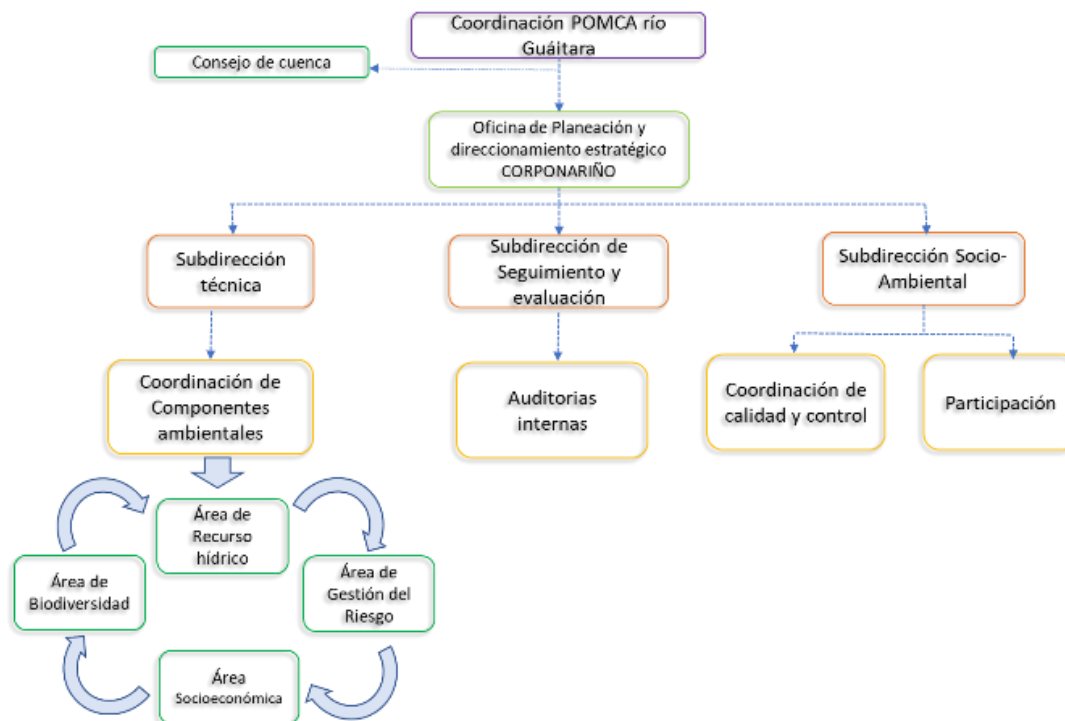 Coordinación POMCA río
Guáitara
Consejo de cuenca
Oficina de Planeación y
direccionamiento estratégico
CORPONARIÑO
Subdirección
técnica
Subdirección de
Seguimiento y
evaluación
Subdirección Socio-
Ambiental
Coordinación de
Componentes
ambientales
Auditorias
internas
Coordinación de
calidad y control
Participación
Área de
Recurso
hídrico
Área de
Biodiversidad
Área de
Gestión del
Riesgo
Área
Socioeconómica